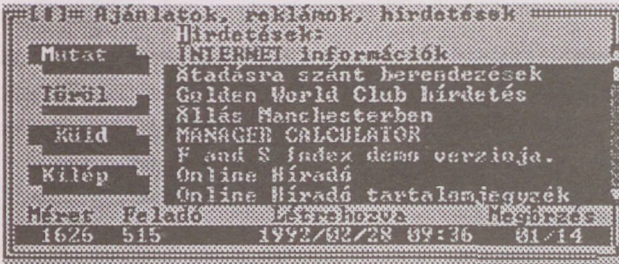 [↕] Ajánlatok, reklámok, hirdetések
Hirdetések:
Mutat
INTERNET információk
Átadásra szánt berendezések
Töröl
Golden World Club hírdetés
Állás Manchesterben
Küld
MANAGER CALCULATOR
F and S Index demo verzioja.
Kilép
Online Híradó
Online Híradó tartalomjegyzék
Méret Feladó Létrehozva Megőrzés
1626 515 1992/02/28 09:36 01/14